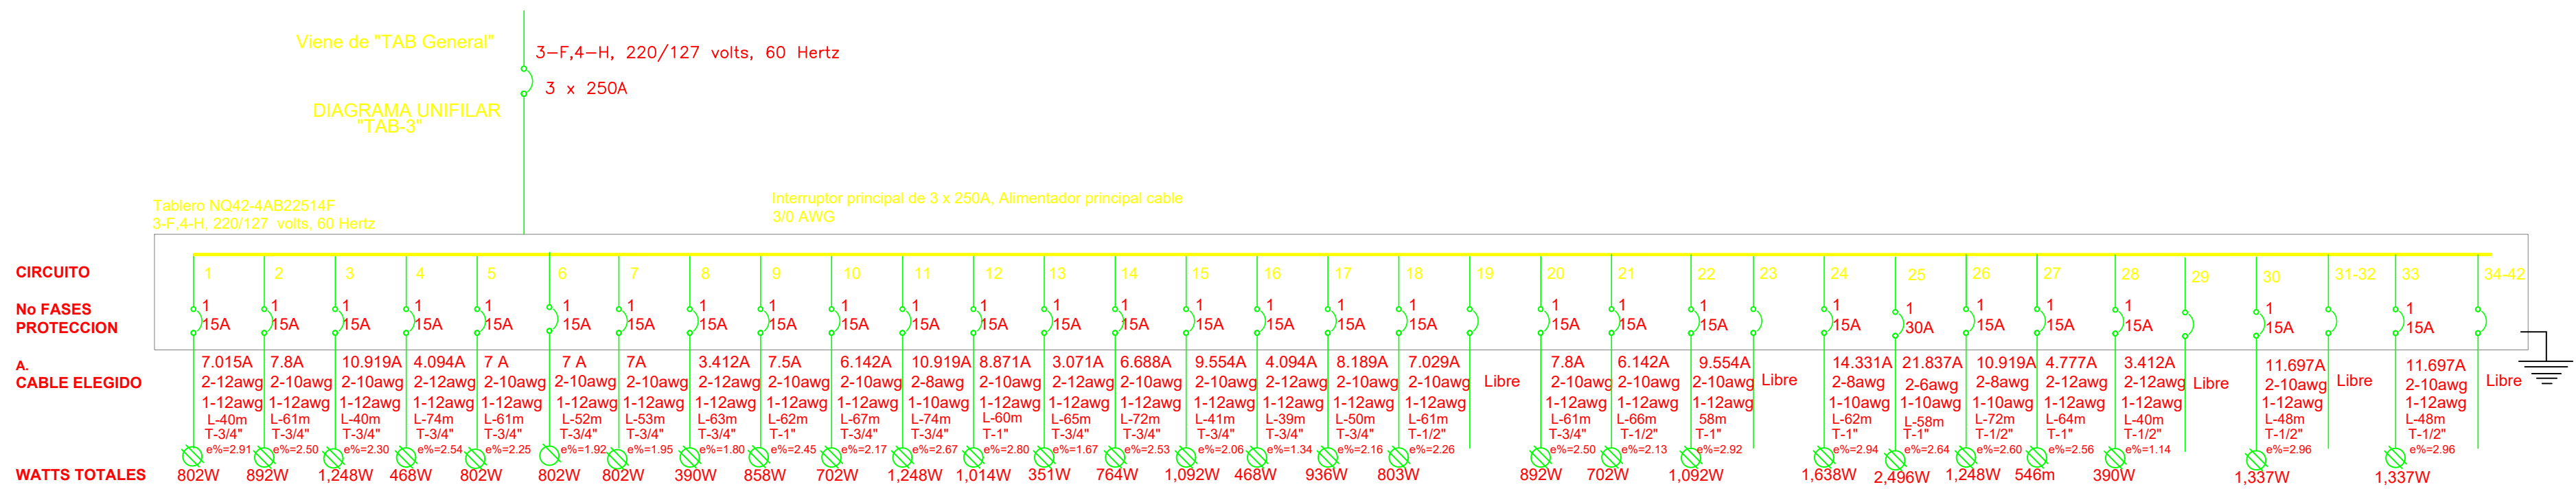 Viene de "TAB General"
3-F,4-H, 220/127 volts, 60 Hertz
3 x 250A
DIAGRAMA UNIFILAR
"TAB-3"
Tablero NQ42-4AB22514F
3-F,4-H, 220/127 volts, 60 Hertz
Interruptor principal de 3 x 250A, Alimentador principal cable
3/0 AWG
CIRCUITO 1 2 3 4 5 6 7 8 9 10 11 12 13 14 15 16 17 18 19 20 21 22 23 24 25 26 27 28 29 30 31-32 33 34-42
No FASES 1 1 1 1 1 1 1 1 1 1 1 1 1 1 1 1 1 1 1 1 1 1 1 1 1 1 1 1
PROTECCION 15A 15A 15A 15A 15A 15A 15A 15A 15A 15A 15A 15A 15A 15A 15A 15A 15A 15A 15A 15A 15A 15A 30A 15A 15A 15A 15A 15A
A. 7.015A 7.8A 10.919A 4.094A 7 A 7 A 7A 3.412A 7.5A 6.142A 10.919A 8.871A 3.071A 6.688A 9.554A 4.094A 8.189A 7.029A 7.8A 6.142A 9.554A 14.331A 21.837A 10.919A 4.777A 3.412A 11.697A 11.697A
CABLE ELEGIDO 2-12awg 2-10awg 2-10awg 2-12awg 2-10awg 2-10awg 2-10awg 2-12awg 2-10awg 2-10awg 2-8awg 2-10awg 2-12awg 2-10awg 2-10awg 2-12awg 2-10awg 2-10awg Libre 2-10awg 2-10awg 2-10awg Libre 2-8awg 2-6awg 2-8awg 2-12awg 2-12awg Libre 2-10awg Libre 2-10awg Libre
1-12awg 1-12awg 1-12awg 1-12awg 1-12awg 1-12awg 1-12awg 1-12awg 1-12awg 1-12awg 1-10awg 1-12awg 1-12awg 1-12awg 1-12awg 1-12awg 1-12awg 1-12awg 1-12awg 1-12awg 1-12awg 1-10awg 1-10awg 1-10awg 1-12awg 1-12awg 1-12awg 1-12awg
L-40m L-61m L-40m L-74m L-61m L-52m L-53m L-63m L-62m L-67m L-74m L-60m L-65m L-72m L-41m L-39m L-50m L-61m L-61m L-66m 58m L-62m L-58m L-72m L-64m L-40m L-48m L-48m
T-3/4" T-3/4" T-3/4" T-3/4" T-3/4" T-3/4" T-3/4" T-3/4" T-1" T-3/4" T-3/4" T-1" T-3/4" T-3/4" T-3/4" T-3/4" T-3/4" T-1/2" T-3/4" T-1/2" T-1" T-1" T-1" T-1/2" T-1" T-1/2" T-1/2" T-1/2"
e%=2.91 e%=2.50 e%=2.30 e%=2.54 e%=2.25 e%=1.92 e%=1.95 e%=1.80 e%=2.45 e%=2.17 e%=2.67 e%=2.80 e%=1.67 e%=2.53 e%=2.06 e%=1.34 e%=2.16 e%=2.26 e%=2.50 e%=2.13 e%=2.92 e%=2.94 e%=2.64 e%=2.60 e%=2.56 e%=1.14 e%=2.96 e%=2.96
WATTS TOTALES 802W 892W 1,248W 468W 802W 802W 802W 390W 858W 702W 1,248W 1,014W 351W 764W 1,092W 468W 936W 803W 892W 702W 1,092W 1,638W 2,496W 1,248W 546m 390W 1,337W 1,337W